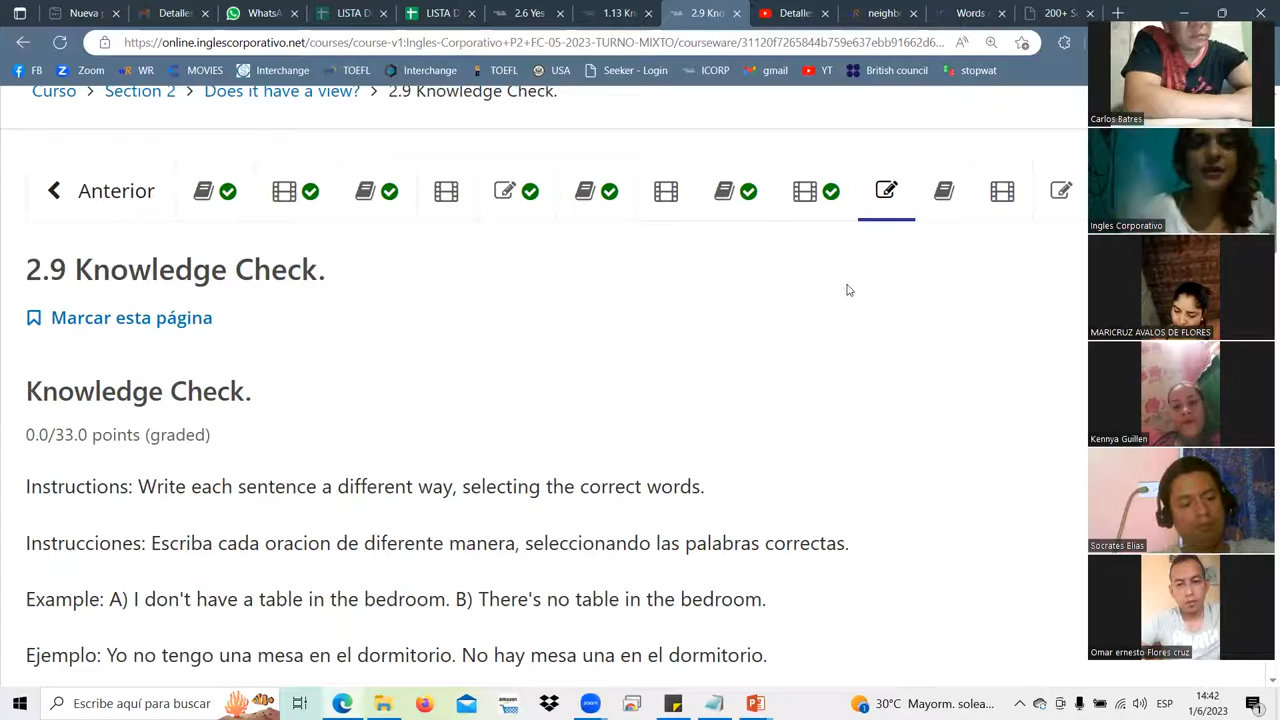 Nueva p
Detalles
WhatsA
LISTA D
LISTA D
2.6 Yes
1.13 Kn
2.9 Kno
Detalles
neighb
Words
200+ S
https://online.inglescorporativo.net/courses/course-v1:Ingles-Corporativo+P2+FC-05-2023-TURNO-MIXTO/courseware/31120f7265844b759e637ebb91662d6...
FB
Zoom
WR
MOVIES
Interchange
TOEFL
Interchange
TOEFL
USA
Seeker - Login
ICORP
gmail
YT
British council
stopwat
Curso > Section 2 > Does it have a view? > 2.9 Knowledge Check.
Anterior
2.9 Knowledge Check.
Marcar esta página
Knowledge Check.
0.0/33.0 points (graded)
Instructions: Write each sentence a different way, selecting the correct words.
Instrucciones: Escriba cada oracion de diferente manera, seleccionando las palabras correctas.
Example: A) I don't have a table in the bedroom. B) There's no table in the bedroom.
Ejemplo: Yo no tengo una mesa en el dormitorio. No hay mesa una en el dormitorio.
Carlos Batres
Ingles Corporativo
MARICRUZ AVALOS DE FLORES
Kennya Guillen
Socrates Elias
Omar ernesto Flores cruz
Escribe aquí para buscar
amazon
zoom
30°C Mayorm. solea...
ESP
14:42
1/6/2023
1